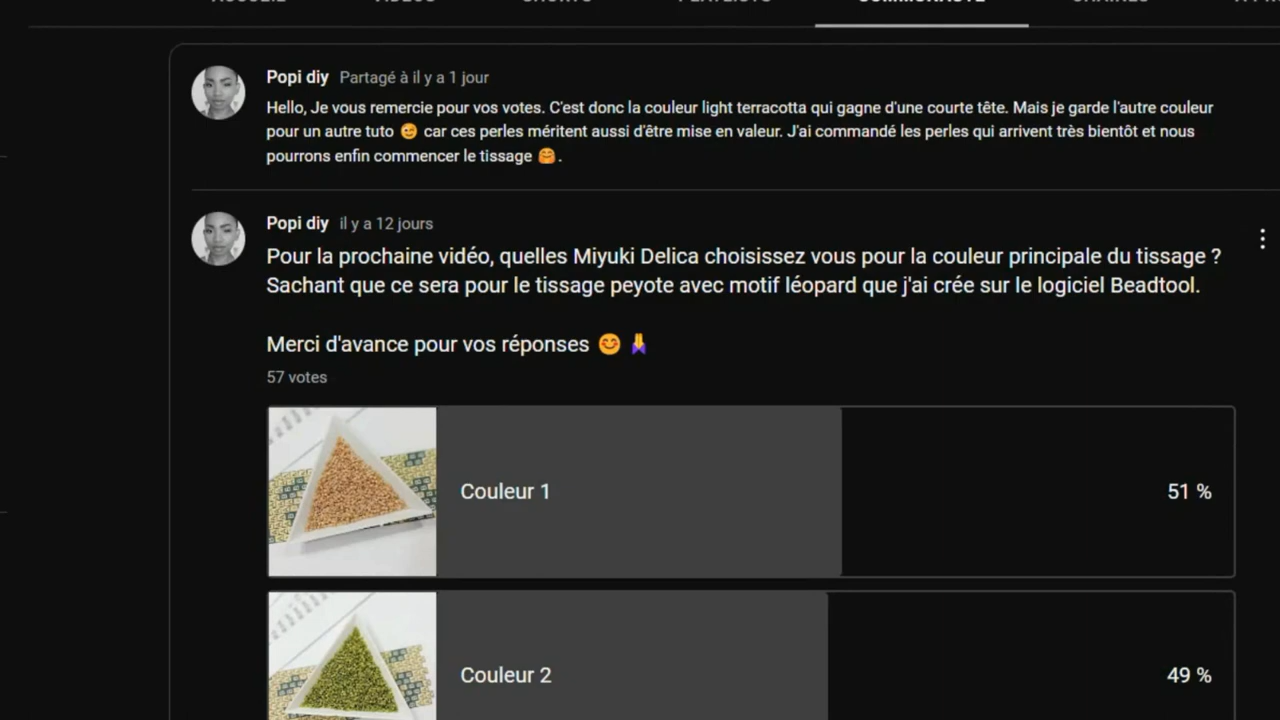 COMMUNAUTÉ
Popi diy Partagé à il y a 1 jour
Hello, Je vous remercie pour vos votes. C'est donc la couleur light terracotta qui gagne d'une courte tête. Mais je garde l'autre couleur
pour un autre tuto 😉 car ces perles méritent aussi d'être mise en valeur. J'ai commandé les perles qui arrivent très bientôt et nous
pourrons enfin commencer le tissage 🤗.
Popi diy il y a 12 jours
Pour la prochaine vidéo, quelles Miyuki Delica choisissez vous pour la couleur principale du tissage ?
Sachant que ce sera pour le tissage peyote avec motif léopard que j'ai crée sur le logiciel Beadtool.
Merci d'avance pour vos réponses 😊 🙏
57 votes
Couleur 1 51 %
Couleur 2 49 %